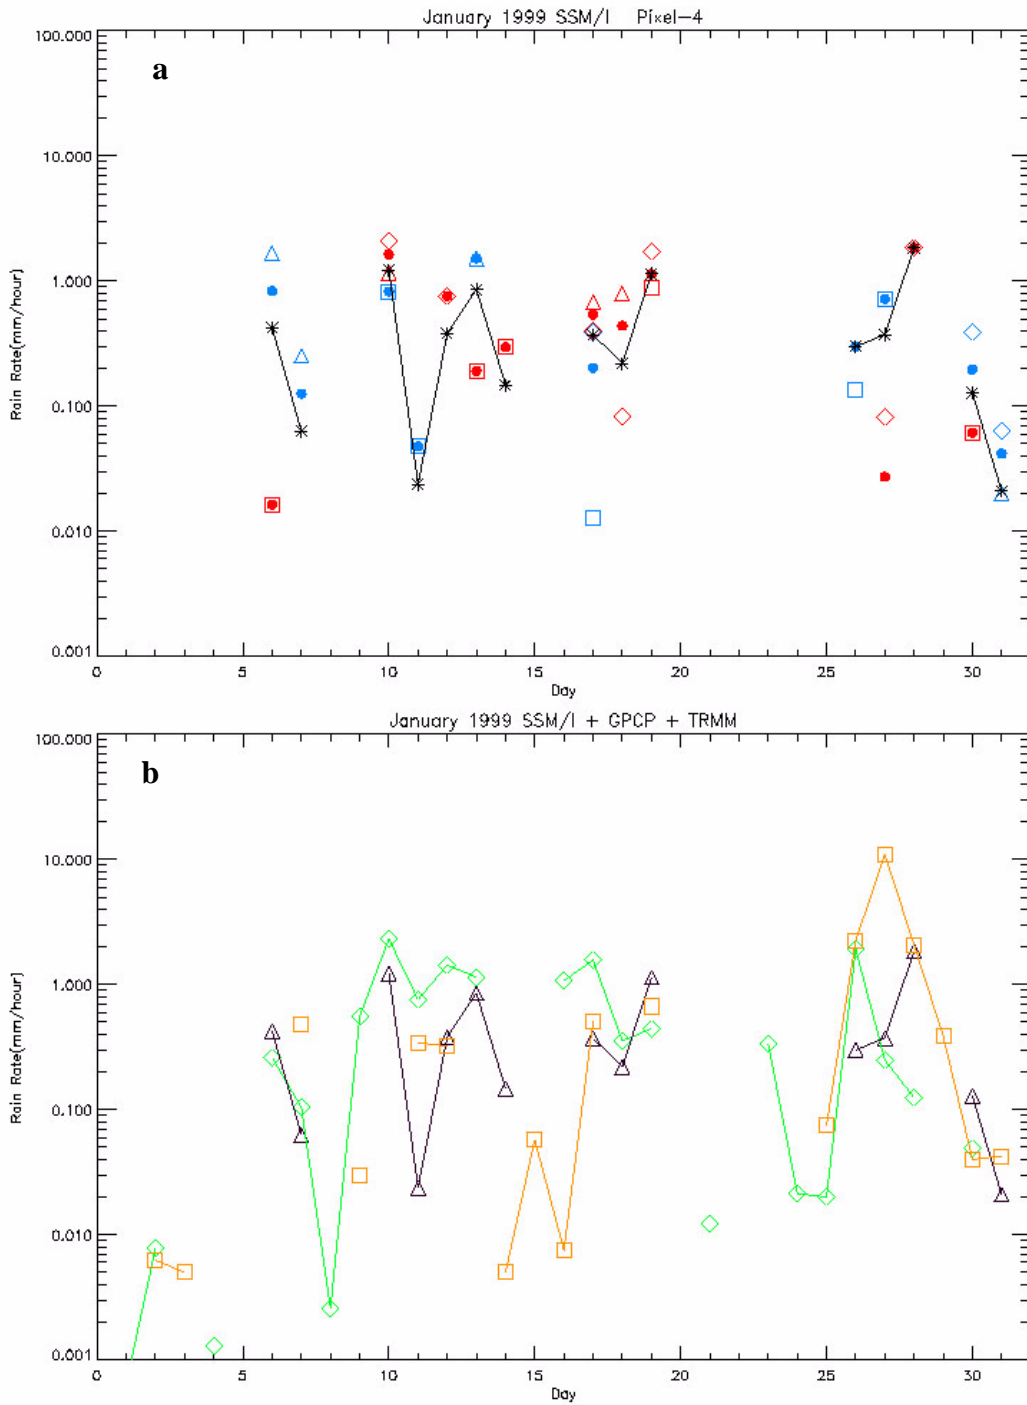 January 1999 SSM/I Pixel-4
a
100.000
10.000
1.000
0.100
0.010
0.001
Rain Rate(mm/hour)
0 5 10 15 20 25 30
Day
January 1999 SSM/I + GPCP + TRMM
b
100.000
10.000
1.000
0.100
0.010
0.001
Rain Rate(mm/hour)
0 5 10 15 20 25 30
Day